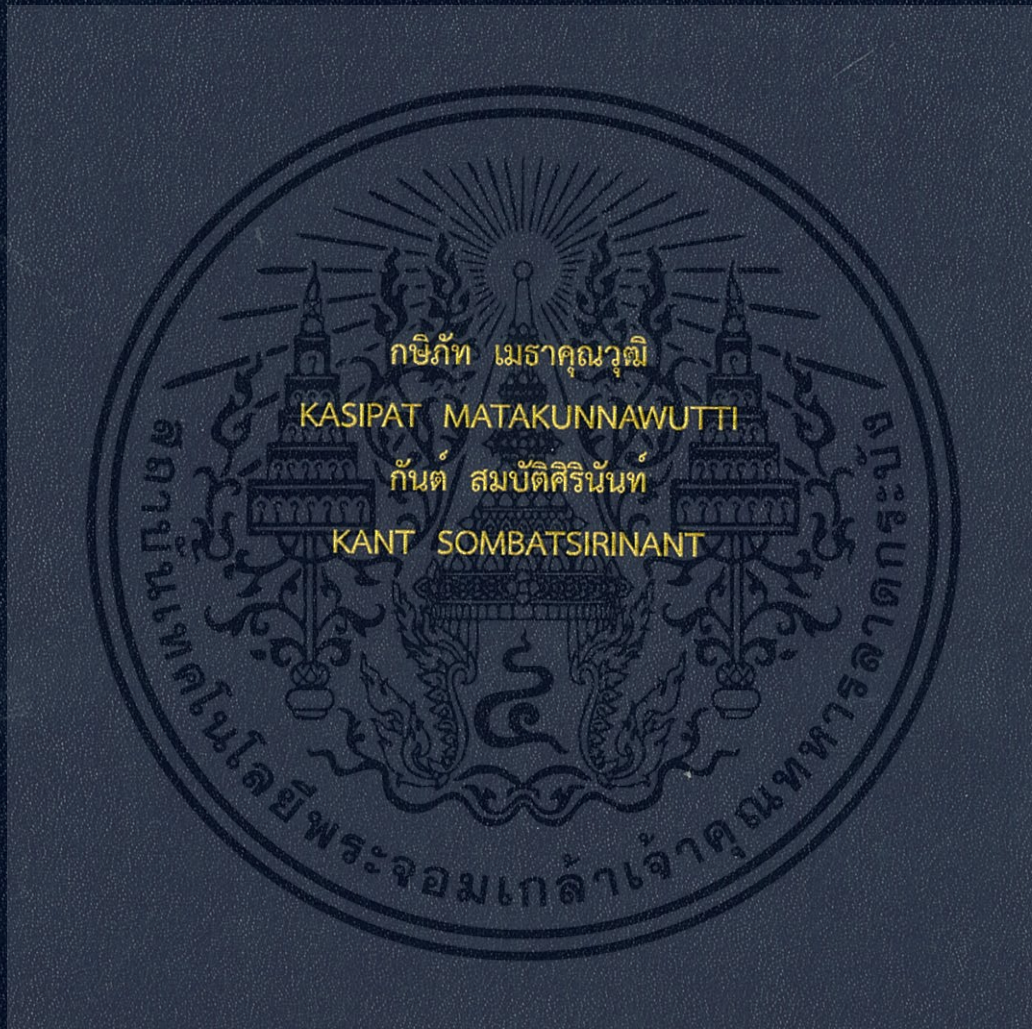 กษิภัท เมธาคุณวุฒิ
KASIPAT MATAKUNNAWUTTI
กันต์ สมบัติศิรินันท์
KANT SOMBATSIRINANT
๔
สถาบันเทคโนโลยีพระจอมเกล้าเจ้าคุณทหารลาดกระบัง